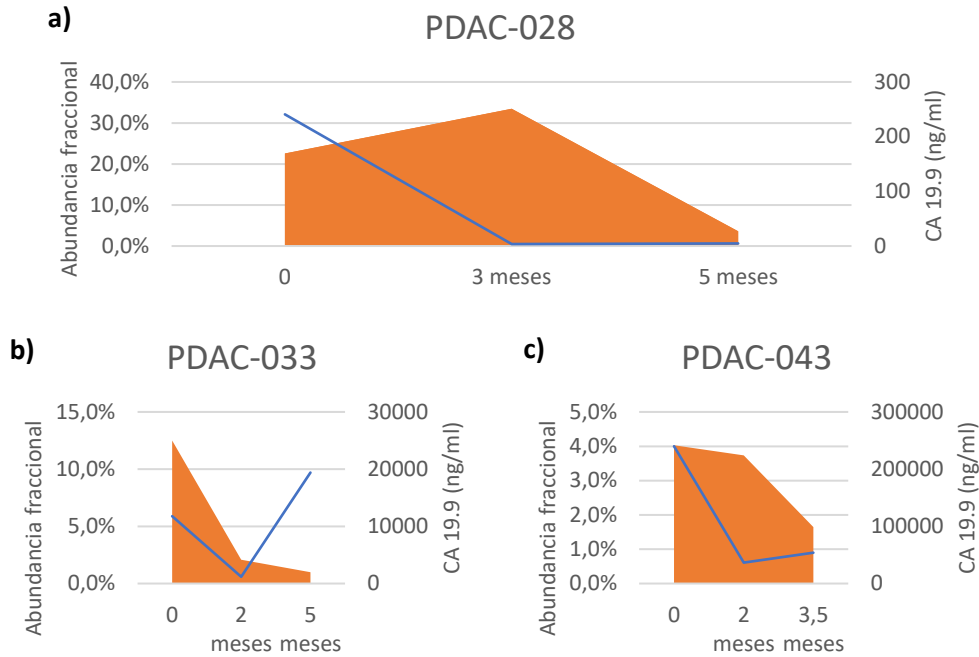 a)
PDAC-028
Abundancia fraccional
40,0%
30,0%
20,0%
10,0%
0,0%
300
200
100
0
CA 19.9 (ng/ml)
0
3 meses
5 meses
b)
PDAC-033
Abundancia fraccional
15,0%
10,0%
5,0%
0,0%
30000
20000
10000
0
CA 19.9 (ng/ml)
0
2
meses
5
meses
c)
PDAC-043
Abundancia fraccional
5,0%
4,0%
3,0%
2,0%
1,0%
0,0%
300000
200000
100000
0
CA 19.9 (ng/ml)
0
2
meses
3,5
meses